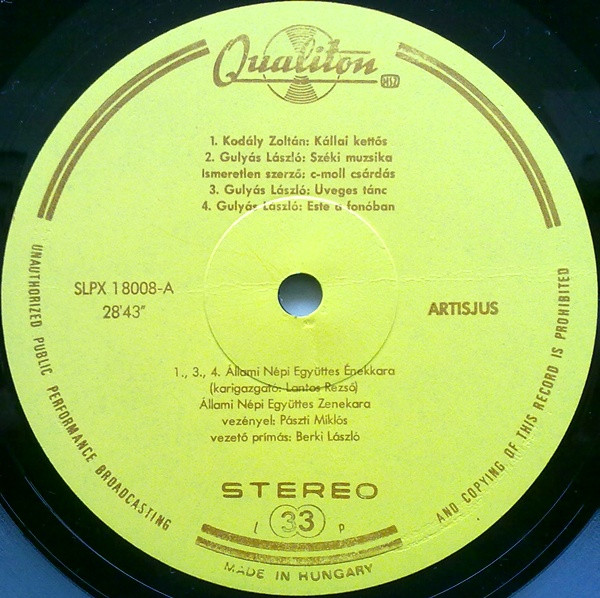 Qualiton
1. Kodály Zoltán: Kállai kettős
2. Gulyás László: Széki muzsika
Ismeretlen szerző: c-moll csárdás
3. Gulyás László: Üveges tánc
4. Gulyás László: Este a fonóban
SLPX 18008-A
28'43"
ARTISJUS
1., 3., 4. Állami Népi Együttes Énekkara
(karigazgató: Lantos Rezső)
Állami Népi Együttes Zenekara
vezényel: Pászti Miklós
vezető prímás: Berki László
STEREO
L 33 P
MADE IN HUNGARY
UNAUTHORIZED PUBLIC PERFORMANCE BROADCASTING
AND COPYING OF THIS RECORD IS PROHIBITED